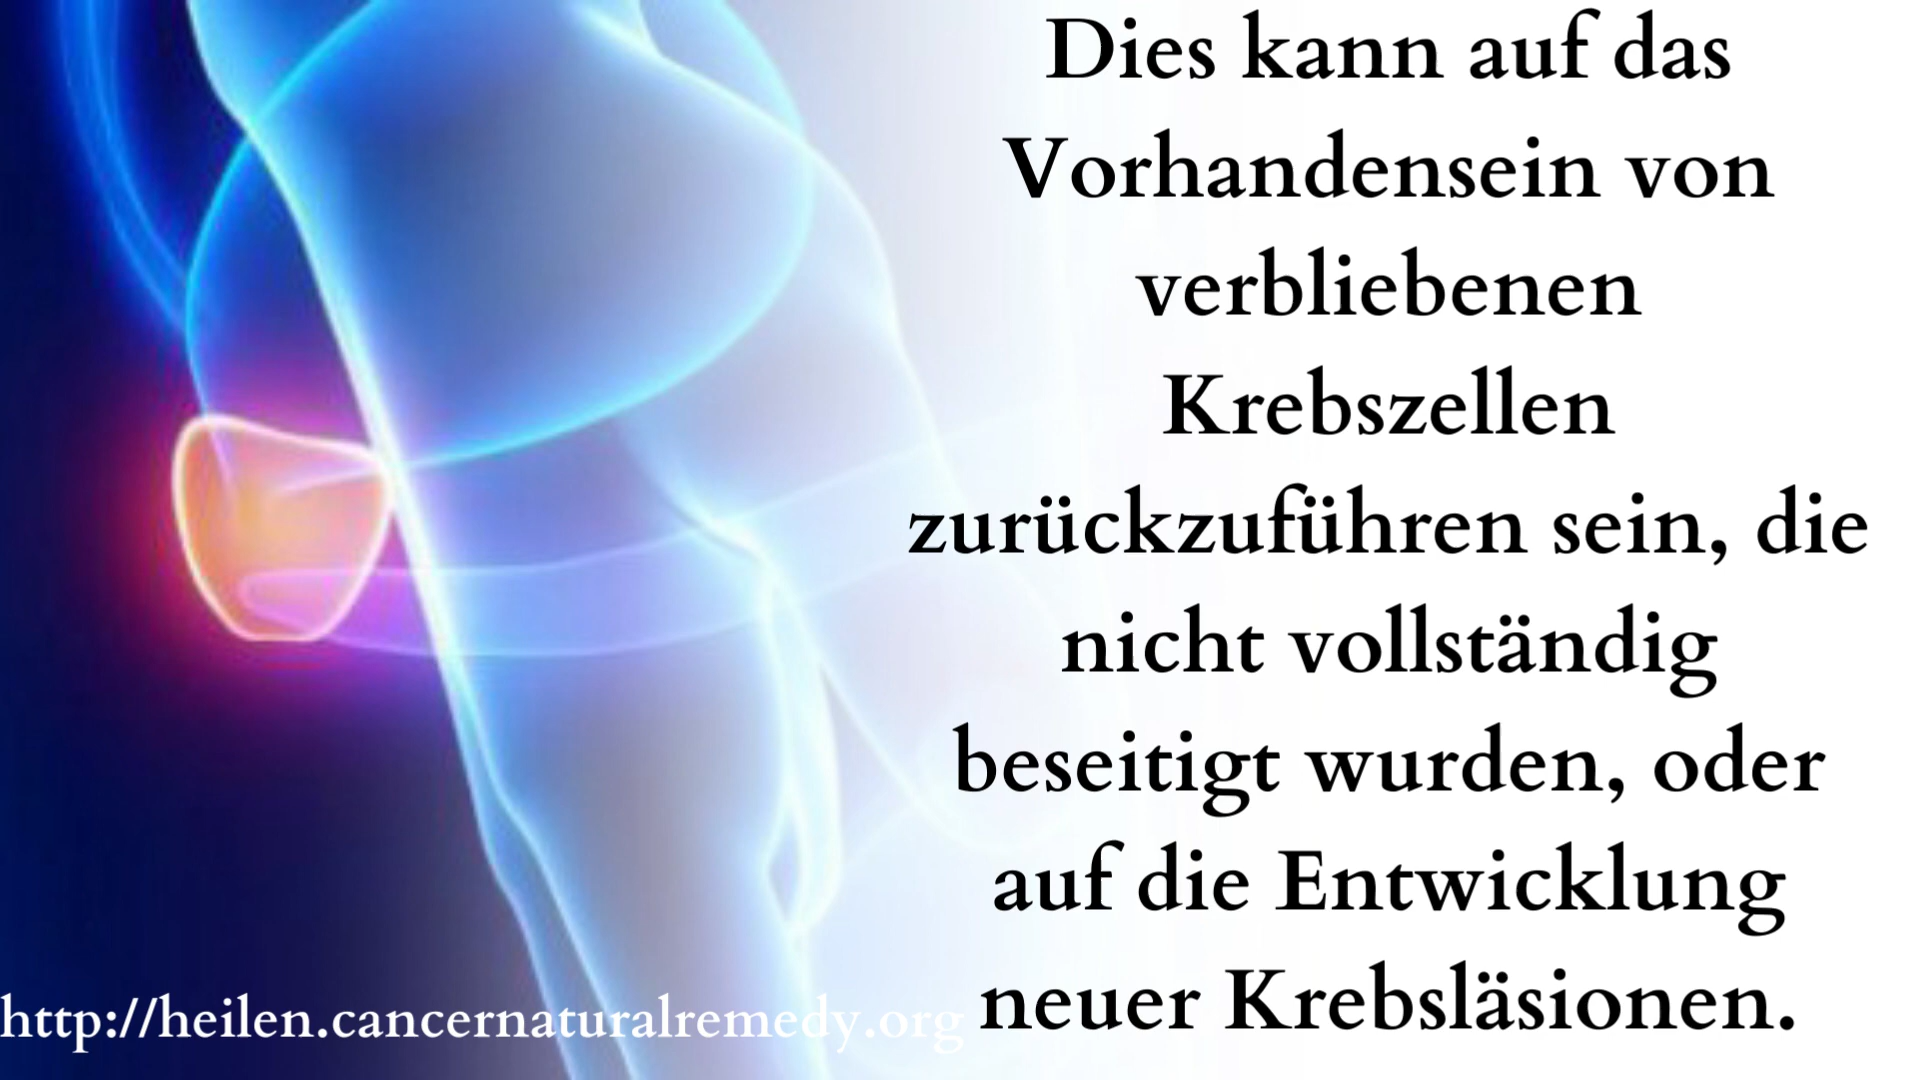 Dies kann auf das
Vorhandensein von
verbliebenen
Krebszellen
zurückzuführen sein, die
nicht vollständig
beseitigt wurden, oder
auf die Entwicklung
neuer Krebsläsionen.
http://heilen.cancernaturalremedy.org